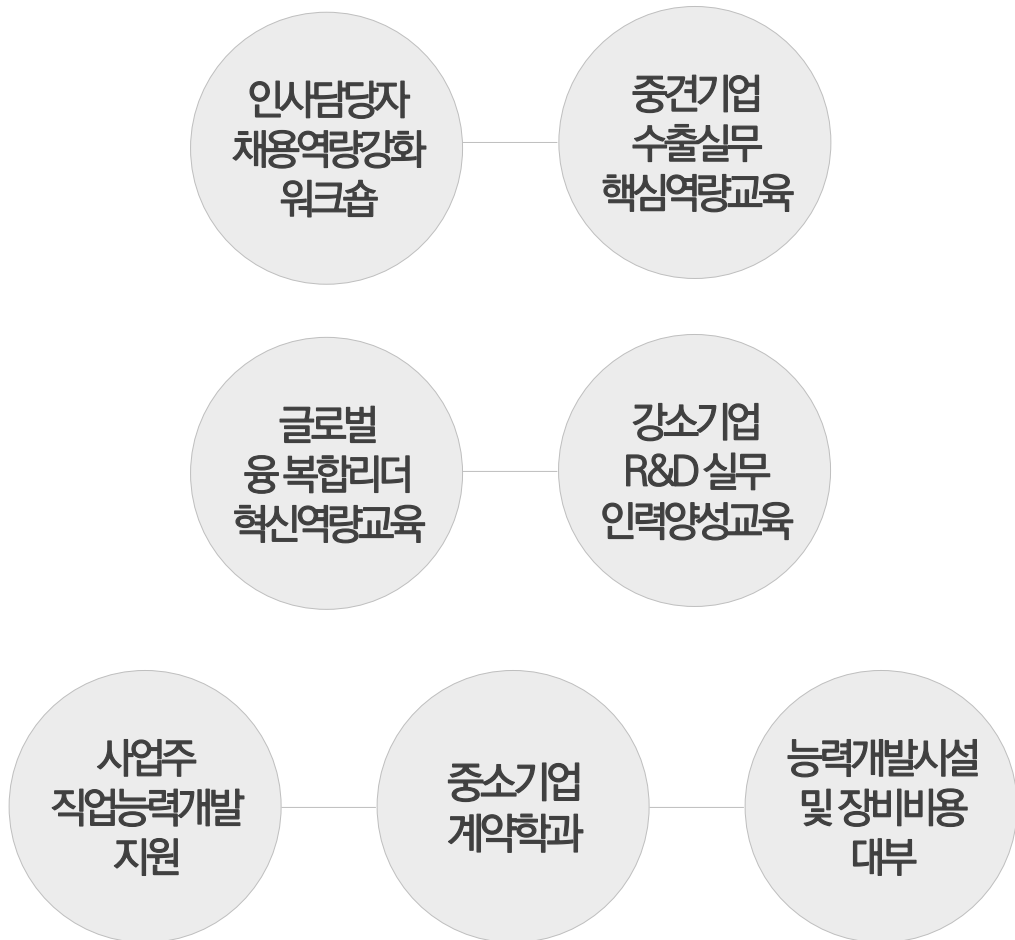 인사담당자
채용역량강화
워크숍
중견기업
수출실무
핵심역량교육
글로벌
융 복합리더
혁신역량교육
강소기업
R&D 실무
인력양성교육
사업주
직업능력개발
지원
중소기업
계약학과
능력개발시설
및 장비비용
대부